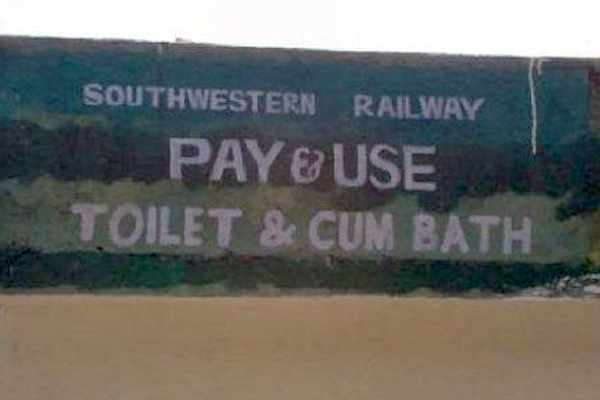 SOUTHWESTERN RAILWAY
PAY & USE
TOILET & CUM BATH